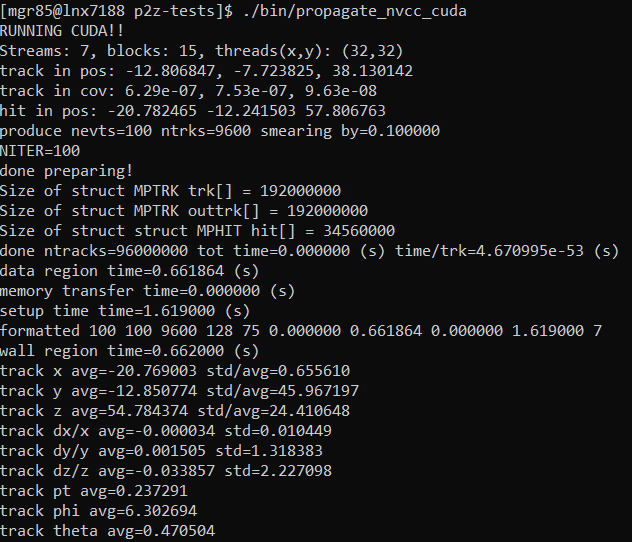 [mgr85@lnx7188 p2z-tests]$ ./bin/propagate_nvcc_cuda
RUNNING CUDA!!
Streams: 7, blocks: 15, threads(x,y): (32,32)
track in pos: -12.806847, -7.723825, 38.130142
track in cov: 6.29e-07, 7.53e-07, 9.63e-08
hit in pos: -20.782465 -12.241503 57.806763
produce nevts=100 ntrks=9600 smearing by=0.100000
NITER=100
done preparing!
Size of struct MPTRK trk[] = 192000000
Size of struct MPTRK outtrk[] = 192000000
Size of struct struct MPHIT hit[] = 34560000
done ntracks=96000000 tot time=0.000000 (s) time/trk=4.670995e-53 (s)
data region time=0.661864 (s)
memory transfer time=0.000000 (s)
setup time time=1.619000 (s)
formatted 100 100 9600 128 75 0.000000 0.661864 0.000000 1.619000 7
wall region time=0.662000 (s)
track x avg=-20.769003 std/avg=0.655610
track y avg=-12.850774 std/avg=45.967197
track z avg=54.784374 std/avg=24.410648
track dx/x avg=-0.000034 std=0.010449
track dy/y avg=0.001505 std=1.318383
track dz/z avg=-0.033857 std=2.227098
track pt avg=0.237291
track phi avg=6.302694
track theta avg=0.470504